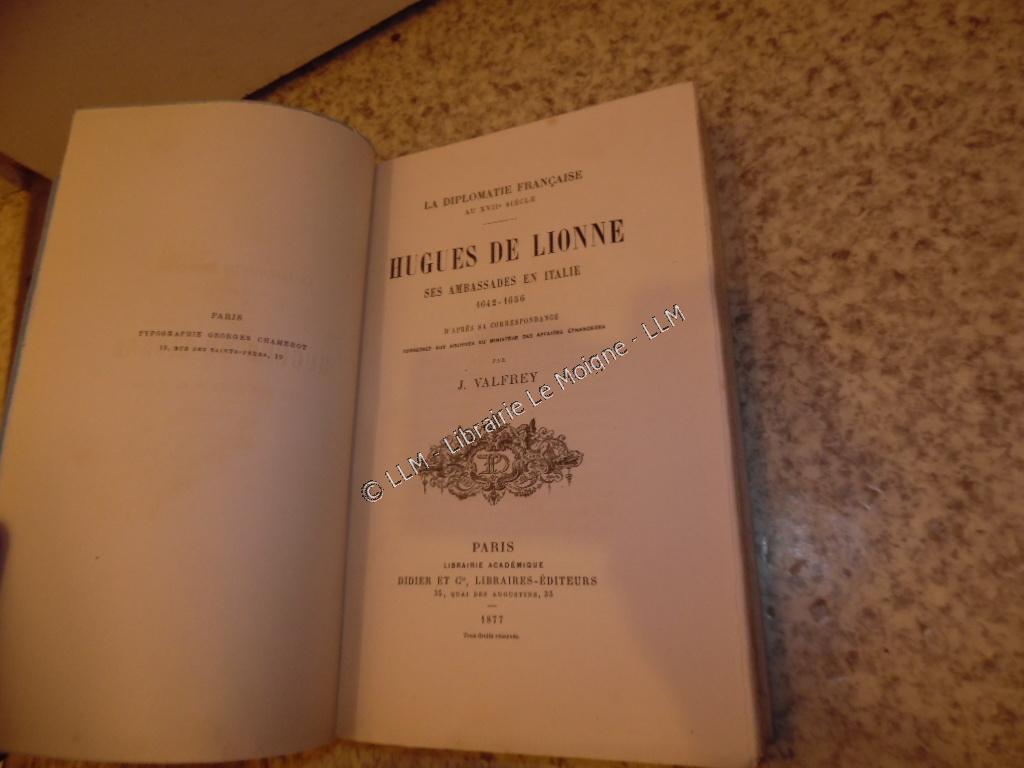 PARIS
TYPOGRAPHIE GEORGES CHAMEROT
19, RUE DES SAINTS-PÈRES, 19
LA DIPLOMATIE FRANÇAISE
AU XVIIe SIÈCLE
HUGUES DE LIONNE
SES AMBASSADES EN ITALIE
1642-1656
D'APRÈS SA CORRESPONDANCE
CONSERVÉE AUX ARCHIVES DU MINISTÈRE DES AFFAIRES ÉTRANGÈRES
PAR
J. VALFREY
© LLM - Librairie Le Moigne - LLM
D
PARIS
LIBRAIRIE ACADÉMIQUE
DIDIER ET Ce, LIBRAIRES-ÉDITEURS
35, QUAI DES AUGUSTINS, 35
1877
Tous droits réservés.